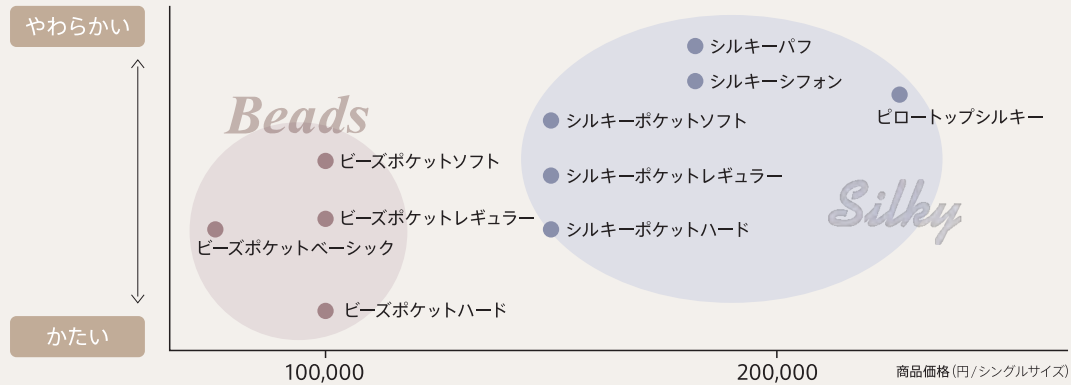 やわらかい
シルキーパフ
シルキーシフォン
ピロートップシルキー
Beads
シルキーポケットソフト
ビーズポケットソフト
シルキーポケットレギュラー
Silky
ビーズポケットレギュラー
シルキーポケットハード
ビーズポケットベーシック
ビーズポケットハード
かたい
100,000
200,000
商品価格(円/シングルサイズ)